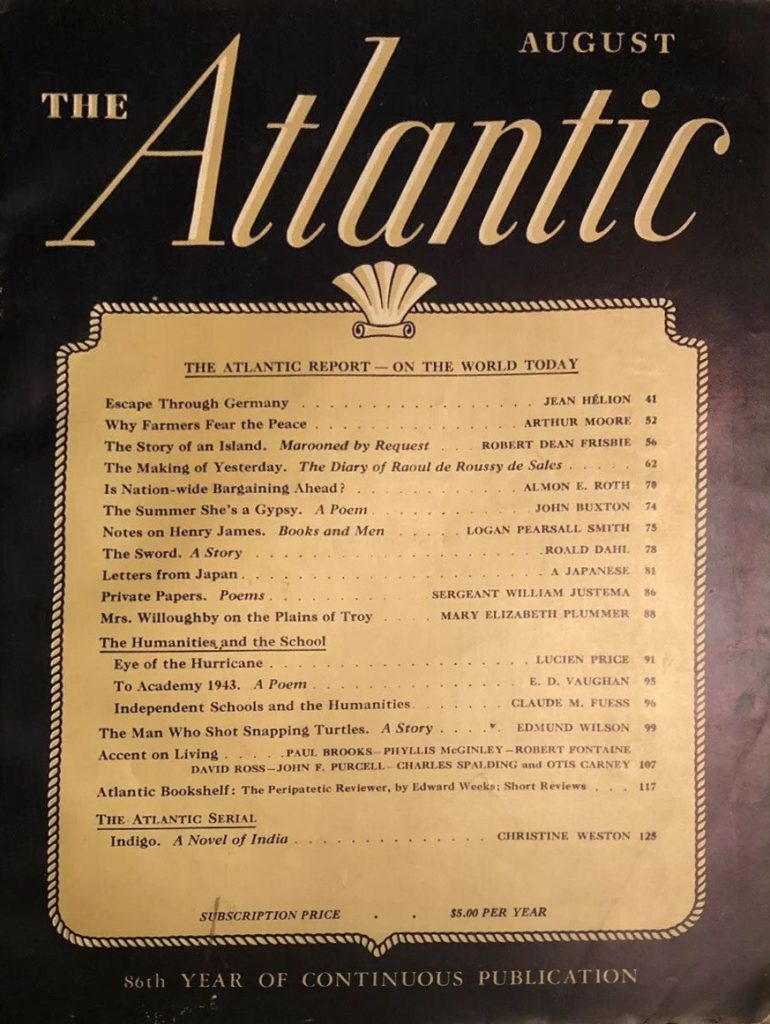 AUGUST
THE Atlantic
THE ATLANTIC REPORT — ON THE WORLD TODAY
Escape Through Germany . . . . . . . . . . . . . . . . . JEAN HÉLION 41
Why Farmers Fear the Peace . . . . . . . . . . . . . . . ARTHUR MOORE 52
The Story of an Island. Marooned by Request . . . ROBERT DEAN FRISBIE 56
The Making of Yesterday. The Diary of Raoul de Roussy de Sales . . . . . 62
Is Nation-wide Bargaining Ahead? . . . . . . . . . . . . ALMON E. ROTH 70
The Summer She's a Gypsy. A Poem . . . . . . . . . . . . JOHN BUXTON 74
Notes on Henry James. Books and Men . . . . . LOGAN PEARSALL SMITH 75
The Sword. A Story . . . . . . . . . . . . . . . . . . . . ROALD DAHL 78
Letters from Japan . . . . . . . . . . . . . . . . . . . . A JAPANESE 81
Private Papers. Poems . . . . . . . . . . . SERGEANT WILLIAM JUSTEMA 86
Mrs. Willoughby on the Plains of Troy . . . . MARY ELIZABETH PLUMMER 88
The Humanities and the School
Eye of the Hurricane . . . . . . . . . . . . . . . . . . LUCIEN PRICE 91
To Academy 1943. A Poem . . . . . . . . . . . . . . . E. D. VAUGHAN 95
Independent Schools and the Humanities . . . . . . . CLAUDE M. FUESS 96
The Man Who Shot Snapping Turtles. A Story . . . . . EDMUND WILSON 99
Accent on Living . . . . . PAUL BROOKS—PHYLLIS McGINLEY—ROBERT FONTAINE
DAVID ROSS—JOHN F. PURCELL—CHARLES SPALDING and OTIS CARNEY 107
Atlantic Bookshelf: The Peripatetic Reviewer, by Edward Weeks; Short Reviews . . . 117
THE ATLANTIC SERIAL
Indigo. A Novel of India . . . . . . . . . . . . . . CHRISTINE WESTON 125
SUBSCRIPTION PRICE . . $5.00 PER YEAR
86th YEAR OF CONTINUOUS PUBLICATION